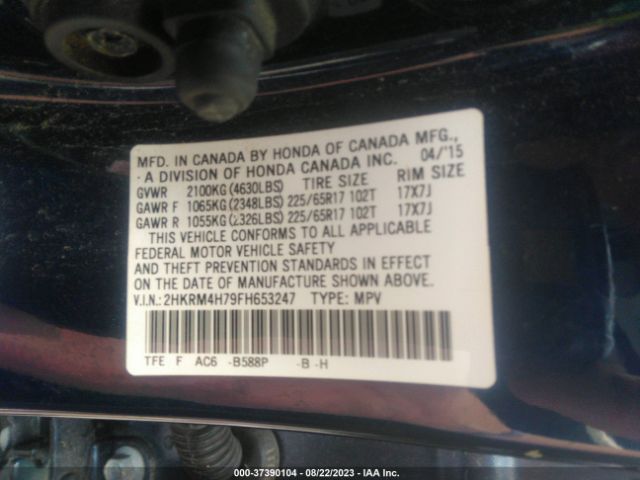 MFD. IN CANADA BY HONDA OF CANADA MFG.,
- A DIVISION OF HONDA CANADA INC. 04/'15
GVWR 2100KG (4630LBS) TIRE SIZE RIM SIZE
GAWR F 1065KG (2348LBS) 225/65R17 102T 17X7J
GAWR R 1055KG (2326LBS) 225/65R17 102T 17X7J
THIS VEHICLE CONFORMS TO ALL APPLICABLE
FEDERAL MOTOR VEHICLE SAFETY
AND THEFT PREVENTION STANDARDS IN EFFECT
ON THE DATE OF MANUFACTURE SHOWN ABOVE.
V.I.N.: 2HKRM4H79FH653247 TYPE: MPV
TFE F AC6 -B588P -B -H
000-37390104 - 08/22/2023 - IAA Inc.